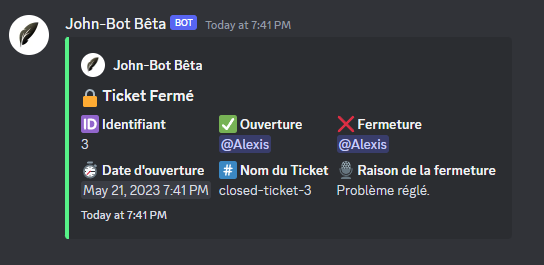 John-Bot Bêta BOT Today at 7:41 PM
John-Bot Bêta
Ticket Fermé
ID Identifiant Ouverture Fermeture
3 @Alexis @Alexis
Date d'ouverture # Nom du Ticket Raison de la fermeture
May 21, 2023 7:41 PM closed-ticket-3 Problème réglé.
Today at 7:41 PM